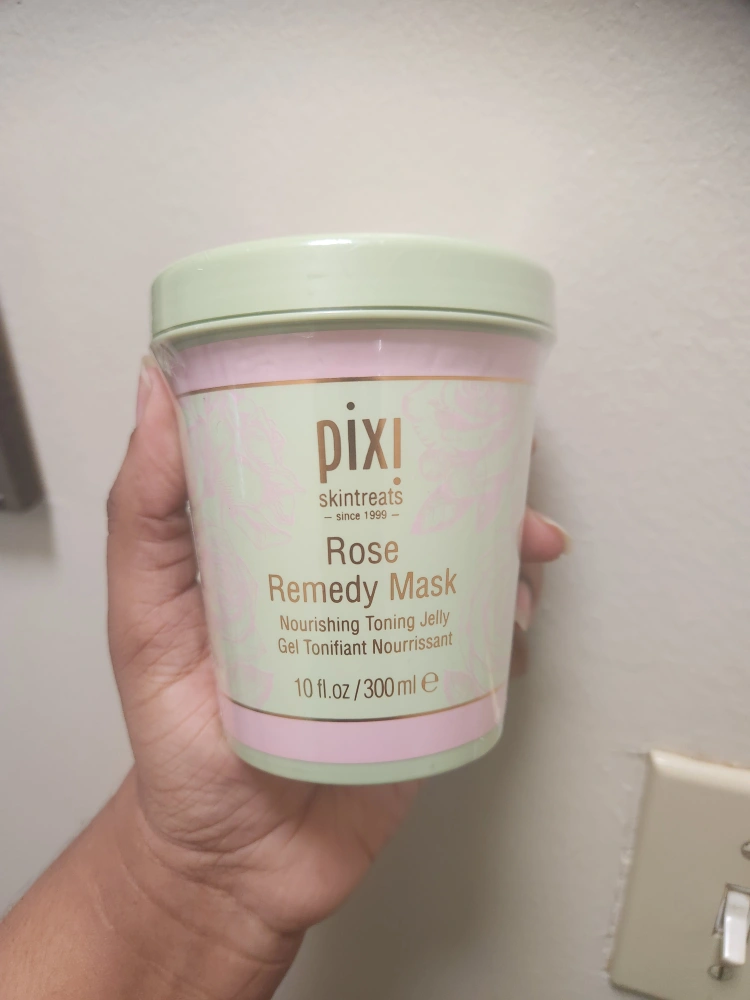 pixi
skintreats
– since 1999 –
Rose
Remedy Mask
Nourishing Toning Jelly
Gel Tonifiant Nourrissant
10 fl.oz / 300 ml ℮